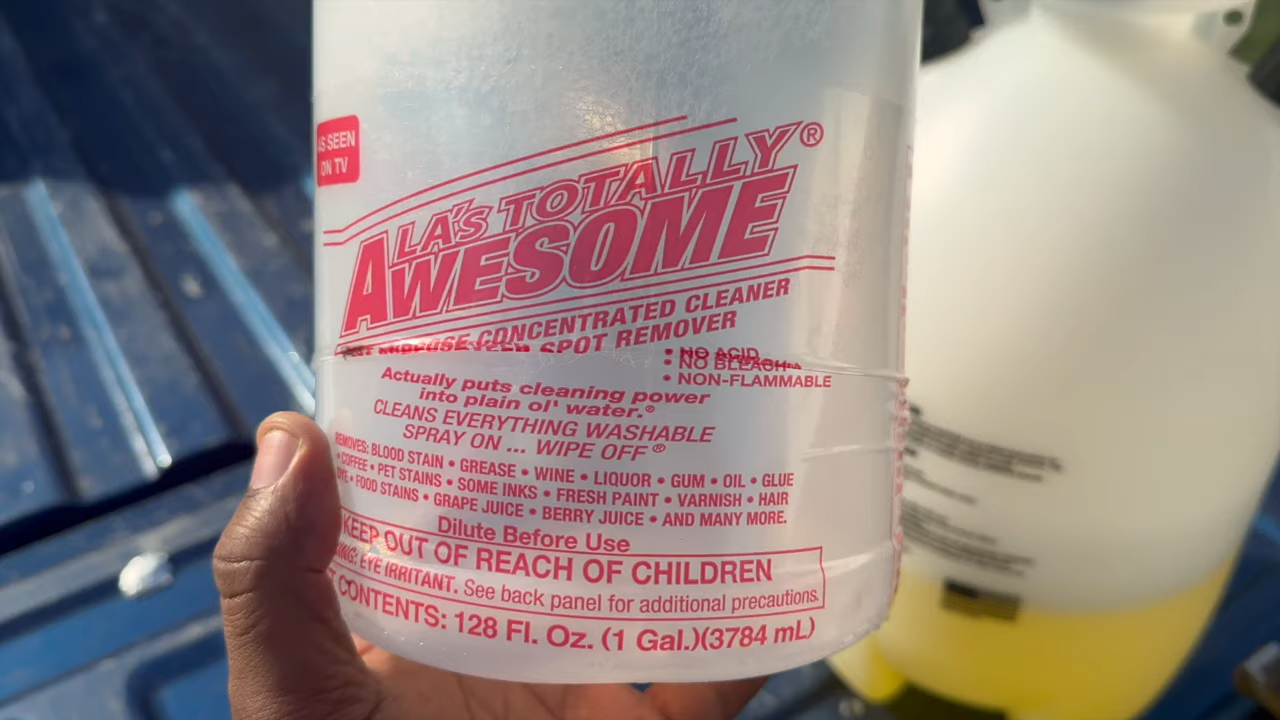 AS SEEN
ON TV
LA'S TOTALLY®
AWESOME
CONCENTRATED CLEANER
SPOT REMOVER
• NO ACID
• NO BLEACH
• NON-FLAMMABLE
Actually puts cleaning power
into plain ol' water.®
CLEANS EVERYTHING WASHABLE
SPRAY ON ... WIPE OFF ®
REMOVES: BLOOD STAIN • GREASE • WINE • LIQUOR • GUM • OIL • GLUE
• COFFEE • PET STAINS • SOME INKS • FRESH PAINT • VARNISH • HAIR
• FOOD STAINS • GRAPE JUICE • BERRY JUICE • AND MANY MORE.
Dilute Before Use
KEEP OUT OF REACH OF CHILDREN
EYE IRRITANT. See back panel for additional precautions.
CONTENTS: 128 Fl. Oz. (1 Gal.)(3784 mL)